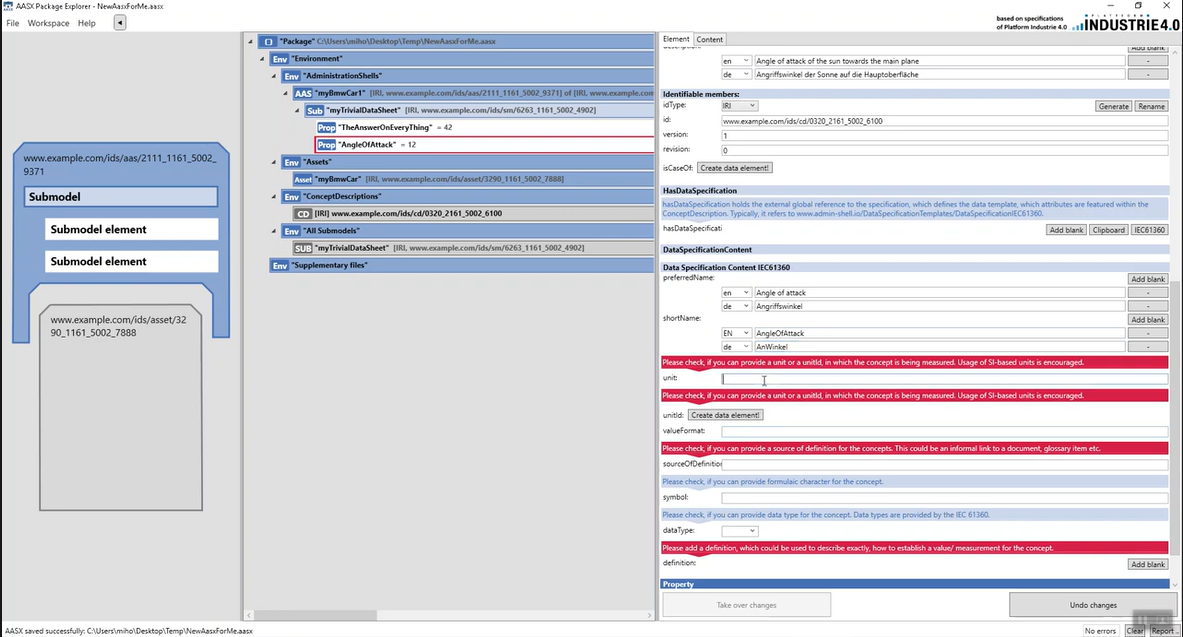 AASX Package Explorer - NewAasxForMe.aasx
File Workspace Help
based on specifications
of Platform Industrie 4.0
PLATTFORM
INDUSTRIE4.0
www.example.com/ids/aas/2111_1161_5002_
9371
Submodel
Submodel element
Submodel element
www.example.com/ids/asset/32
90_1161_5002_7888
"Package" C:\Users\miho\Desktop\Temp\NewAasxForMe.aasx
Env "Environment"
Env "AdministrationShells"
AAS "myBmwCar1" [IRI, www.example.com/ids/aas/2111_1161_5002_9371] of [IRI, www.example.com
Sub "myTrivialDataSheet" [IRI, www.example.com/ids/sm/6263_1161_5002_4902]
Prop "TheAnswerOnEveryThing" = 42
Prop "AngleOfAttack" = 12
Env "Assets"
Asset "myBmwCar" [IRI, www.example.com/ids/asset/3290_1161_5002_7888]
Env "ConceptDescriptions"
CD [IRI] www.example.com/ids/cd/0320_2161_5002_6100
Env "All Submodels"
SUB "myTrivialDataSheet" [IRI, www.example.com/ids/sm/6263_1161_5002_4902]
Env "Supplementary files"
Element Content
description: Add blank
en Angle of attack of the sun towards the main plane -
de Angriffswinkel der Sonne auf die Hauptoberfläche -
Identifiable members:
idType: IRI Generate Rename
id: www.example.com/ids/cd/0320_2161_5002_6100
version: 1
revision: 0
isCaseOf: Create data element!
HasDataSpecification
hasDataSpecification holds the external global reference to the specification, which defines the data template, which attributes are featured within the
ConceptDescription. Typically, it refers to www.admin-shell.io/DataSpecificationTemplates/DataSpecificationIEC61360.
hasDataSpecificati Add blank Clipboard IEC61360
DataSpecificationContent
Data Specification Content IEC61360
preferredName: Add blank
en Angle of attack -
de Angriffswinkel -
shortName: Add blank
EN AngleOfAttack -
de AnWinkel -
Please check, if you can provide a unit or a unitId, in which the concept is being measured. Usage of SI-based units is encouraged.
unit:
Please check, if you can provide a unit or a unitId, in which the concept is being measured. Usage of SI-based units is encouraged.
unitId: Create data element!
valueFormat:
Please check, if you can provide a source of definition for the concepts. This could be an informal link to a document, glossary item etc.
sourceOfDefinition
Please check, if you can provide formulaic character for the concept.
symbol:
Please check, if you can provide data type for the concept. Data types are provided by the IEC 61360.
dataType:
Please add a definition, which could be used to describe exactly, how to establish a value/ measurement for the concept.
definition: Add blank
Property
Take over changes Undo changes
AASX saved successfully: C:\Users\miho\Desktop\Temp\NewAasxForMe.aasx No errors Clear Report..